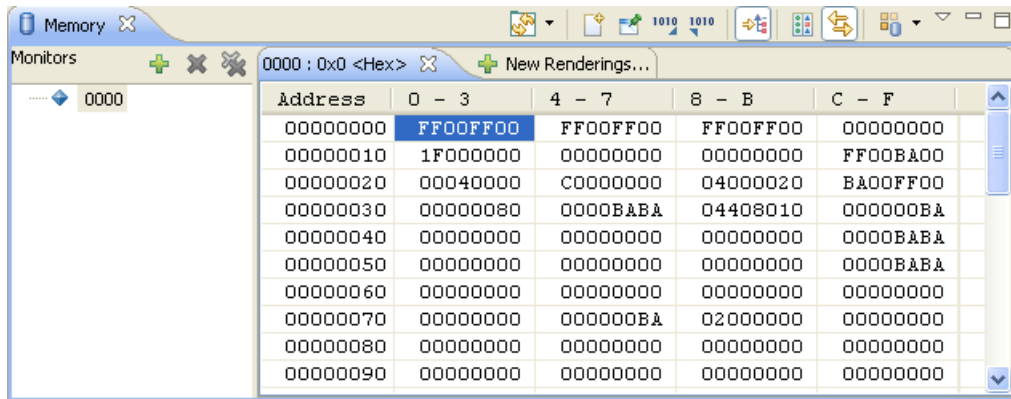 Memory
1010 1010
Monitors
0000 : 0x0 <Hex> New Renderings...
0000
Address 0 - 3 4 - 7 8 - B C - F
00000000 FF00FF00 FF00FF00 FF00FF00 00000000
00000010 1F000000 00000000 00000000 FF00BA00
00000020 00040000 C0000000 04000020 BA00FF00
00000030 00000080 0000BABA 04408010 000000BA
00000040 00000000 00000000 00000000 0000BABA
00000050 00000000 00000000 00000000 0000BABA
00000060 00000000 00000000 00000000 00000000
00000070 00000000 000000BA 02000000 00000000
00000080 00000000 00000000 00000000 00000000
00000090 00000000 00000000 00000000 00000000